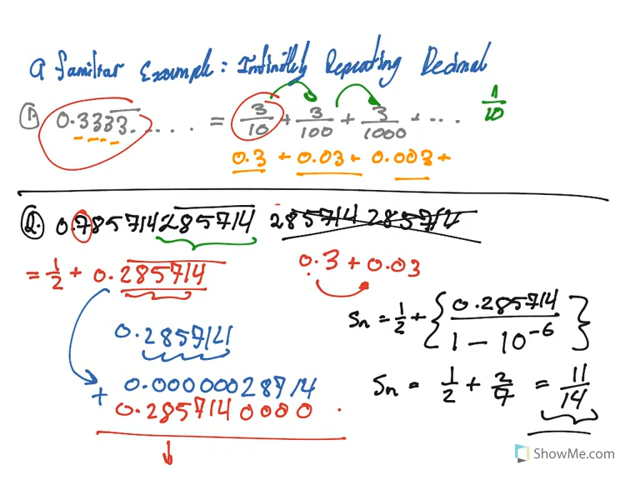 A familiar Example: Infinitely Repeating Decimal
1. 0.3333..... = 3/10 + 3/100 + 3/1000 + .... 1/10
0.3 + 0.03 + 0.003 +
2. 0.785714285714 285714 285714
= 1/2 + 0.285714
0.3 + 0.03
Sn = 1/2 + { 0.285714 / 1 - 10^-6 }
0.285714
Sn = 1/2 + 2/7 = 11/14
+ 0.00000028714
0.2857140000.
ShowMe.com